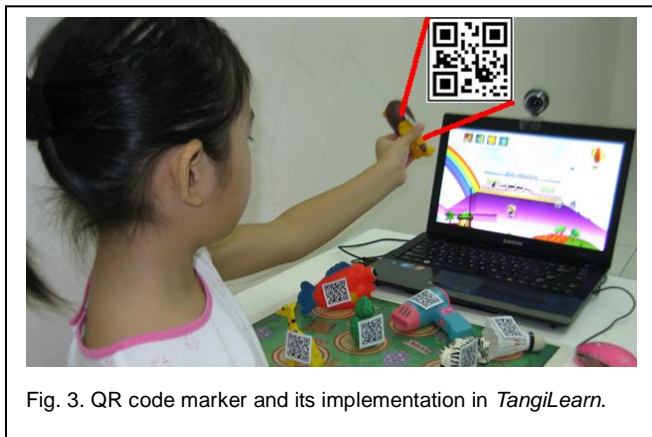 SAMSUNG
Fig. 3. QR code marker and its implementation in TangiLearn.